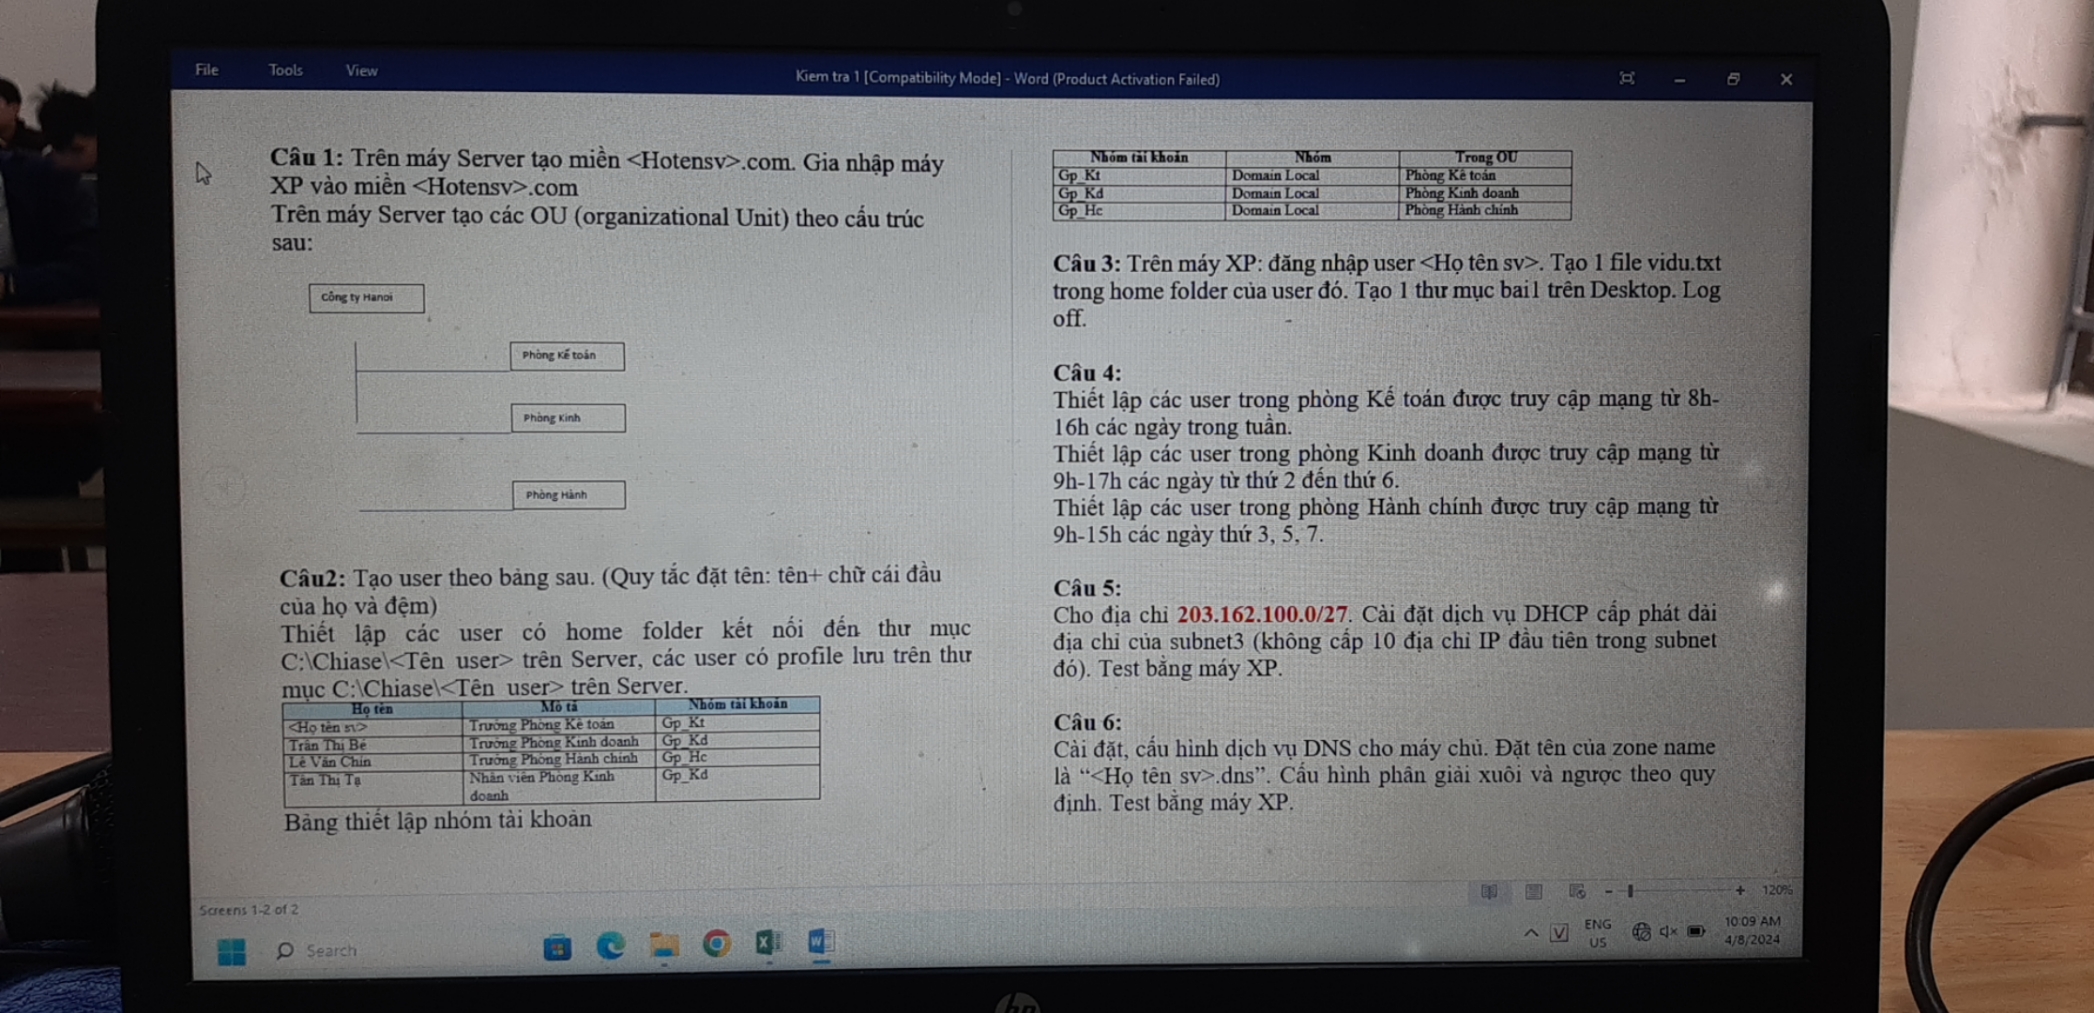 File Tools View
Kiem tra 1 [Compatibility Mode] - Word (Product Activation Failed)
Câu 1: Trên máy Server tạo miền <Hotensv>.com. Gia nhập máy
XP vào miền <Hotensv>.com
Trên máy Server tạo các OU (organizational Unit) theo cấu trúc
sau:
Công ty Hanoi
Phòng Kế toán
Phòng Kinh
Phòng Hành
Câu2: Tạo user theo bảng sau. (Quy tắc đặt tên: tên+ chữ cái đầu
của họ và đệm)
Thiết lập các user có home folder kết nối đến thư mục
C:\Chiase\<Tên user> trên Server, các user có profile lưu trên thư
mục C:\Chiase\<Tên user> trên Server.
Họ tên Mô tả Nhóm tài khoản
<Họ tên sv> Trưởng Phòng Kế toán Gp_Kt
Trần Thị Bé Trưởng Phòng Kinh doanh Gp_Kd
Lê Văn Chín Trưởng Phòng Hành chính Gp_Hc
Tân Thị Tạ Nhân viên Phòng Kinh Gp_Kd
doanh
Bảng thiết lập nhóm tài khoản
Nhóm tài khoản Nhóm Trong OU
Gp_Kt Domain Local Phòng Kế toán
Gp_Kd Domain Local Phòng Kinh doanh
Gp_Hc Domain Local Phòng Hành chính
Câu 3: Trên máy XP: đăng nhập user <Họ tên sv>. Tạo 1 file vidu.txt
trong home folder của user đó. Tạo 1 thư mục bai1 trên Desktop. Log
off.
Câu 4:
Thiết lập các user trong phòng Kế toán được truy cập mạng từ 8h-
16h các ngày trong tuần.
Thiết lập các user trong phòng Kinh doanh được truy cập mạng từ
9h-17h các ngày từ thứ 2 đến thứ 6.
Thiết lập các user trong phòng Hành chính được truy cập mạng từ
9h-15h các ngày thứ 3, 5, 7.
Câu 5:
Cho địa chỉ 203.162.100.0/27. Cài đặt dịch vụ DHCP cấp phát dải
địa chỉ của subnet3 (không cấp 10 địa chỉ IP đầu tiên trong subnet
đó). Test bằng máy XP.
Câu 6:
Cài đặt, cấu hình dịch vụ DNS cho máy chủ. Đặt tên của zone name
là “<Họ tên sv>.dns”. Cấu hình phân giải xuôi và ngược theo quy
định. Test bằng máy XP.
Screens 1-2 of 2
120%
Search
ENG
US
10:09 AM
4/8/2024
hp